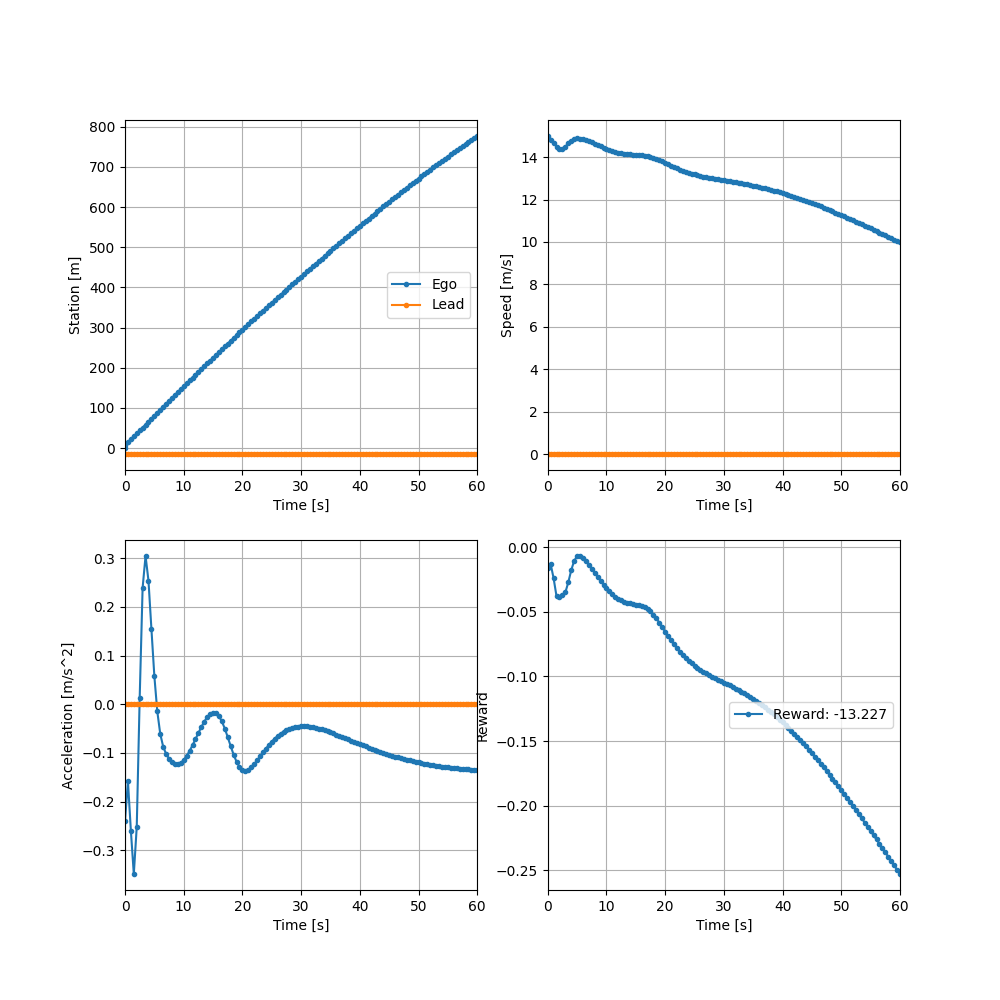 800
700
600
500
400
300
200
100
0
Station [m]
0 10 20 30 40 50 60
Time [s]
Ego
Lead
14
12
10
8
6
4
2
0
Speed [m/s]
0 10 20 30 40 50 60
Time [s]
0.3
0.2
0.1
0.0
−0.1
−0.2
−0.3
Acceleration [m/s^2]
0 10 20 30 40 50 60
Time [s]
0.00
−0.05
−0.10
−0.15
−0.20
−0.25
Reward
Reward: -13.227
0 10 20 30 40 50 60
Time [s]